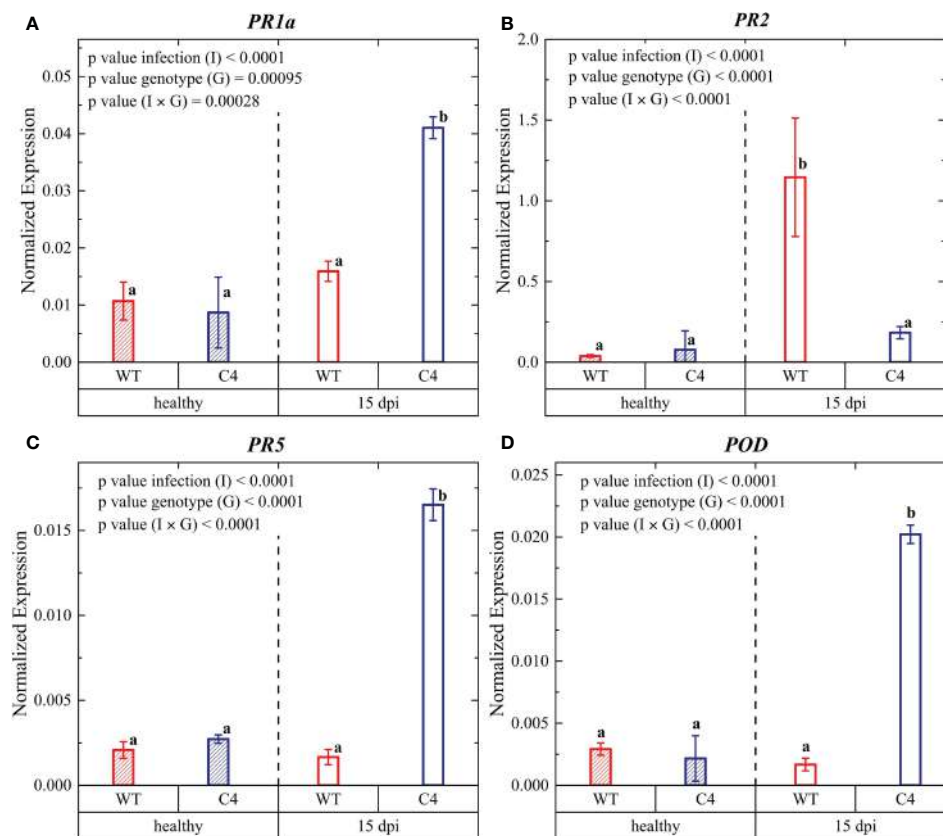 A
PR1a
p value infection (I) < 0.0001
p value genotype (G) = 0.00095
p value (I × G) = 0.00028
Normalized Expression
0.05
0.04
0.03
0.02
0.01
0.00
a
a
a
b
WT
C4
WT
C4
healthy
15 dpi
B
PR2
p value infection (I) < 0.0001
p value genotype (G) < 0.0001
p value (I × G) < 0.0001
Normalized Expression
2.0
1.5
1.0
0.5
0.0
a
a
b
a
WT
C4
WT
C4
healthy
15 dpi
C
PR5
p value infection (I) < 0.0001
p value genotype (G) < 0.0001
p value (I × G) < 0.0001
Normalized Expression
0.015
0.010
0.005
0.000
a
a
a
b
WT
C4
WT
C4
healthy
15 dpi
D
POD
p value infection (I) < 0.0001
p value genotype (G) < 0.0001
p value (I × G) < 0.0001
Normalized Expression
0.025
0.020
0.015
0.010
0.005
0.000
a
a
a
b
WT
C4
WT
C4
healthy
15 dpi